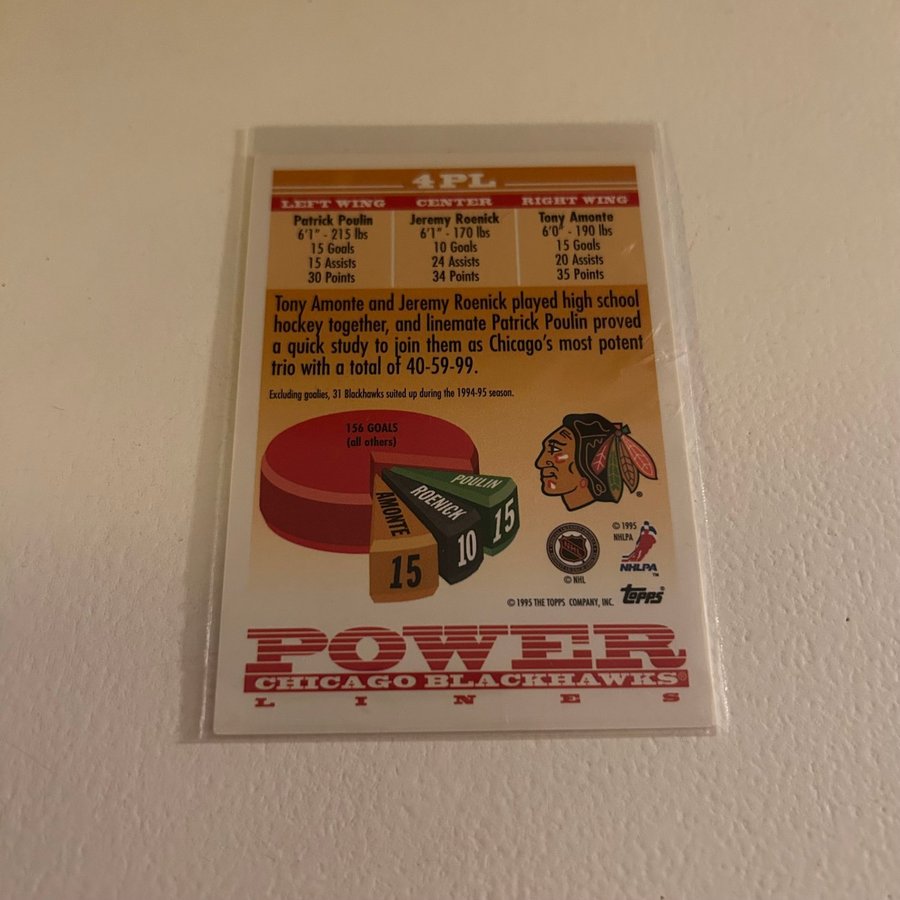 4PL
LEFT WING CENTER RIGHT WING
Patrick Poulin Jeremy Roenick Tony Amonte
6'1" - 215 lbs 6'1" - 170 lbs 6'0" - 190 lbs
15 Goals 10 Goals 15 Goals
15 Assists 24 Assists 20 Assists
30 Points 34 Points 35 Points
Tony Amonte and Jeremy Roenick played high school
hockey together, and linemate Patrick Poulin proved
a quick study to join them as Chicago's most potent
trio with a total of 40-59-99.
Excluding goalies, 31 Blackhawks suited up during the 1994-95 season.
156 GOALS
(all others)
AMONTE
15
ROENICK
10
POULIN
15
®
NHL
© NHL
© 1995
NHLPA
NHLPA
™
© 1995 THE TOPPS COMPANY, INC. topps®
POWER
CHICAGO BLACKHAWKS®
LINES